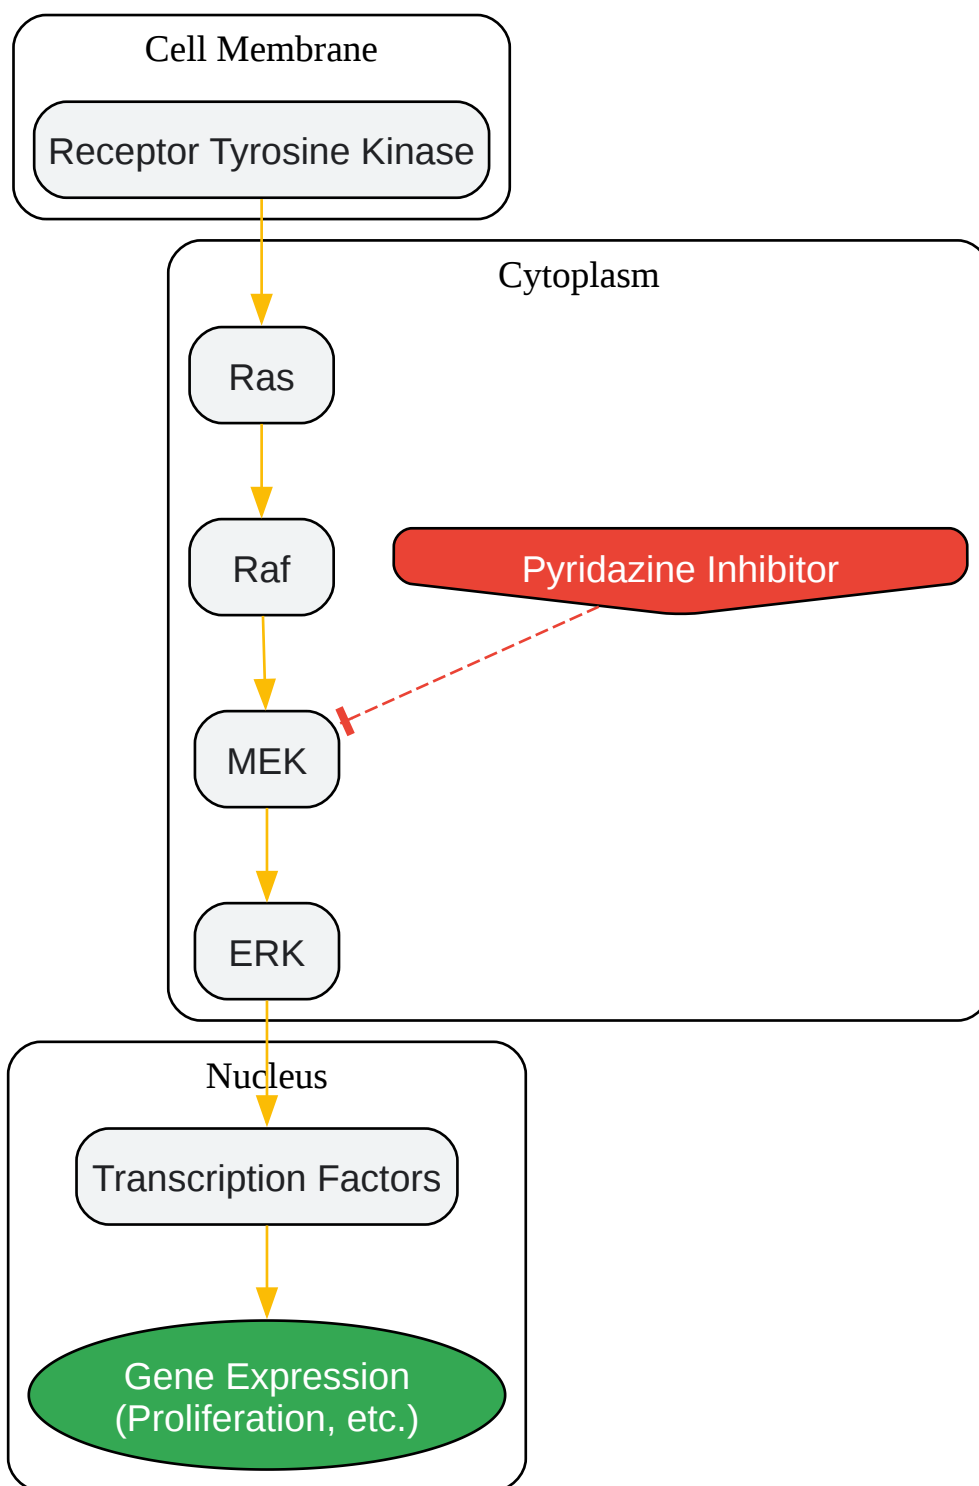 Cell Membrane
Receptor Tyrosine Kinase
Cytoplasm
Ras
Raf
Pyridazine Inhibitor
MEK
ERK
Nucleus
Transcription Factors
Gene Expression
(Proliferation, etc.)